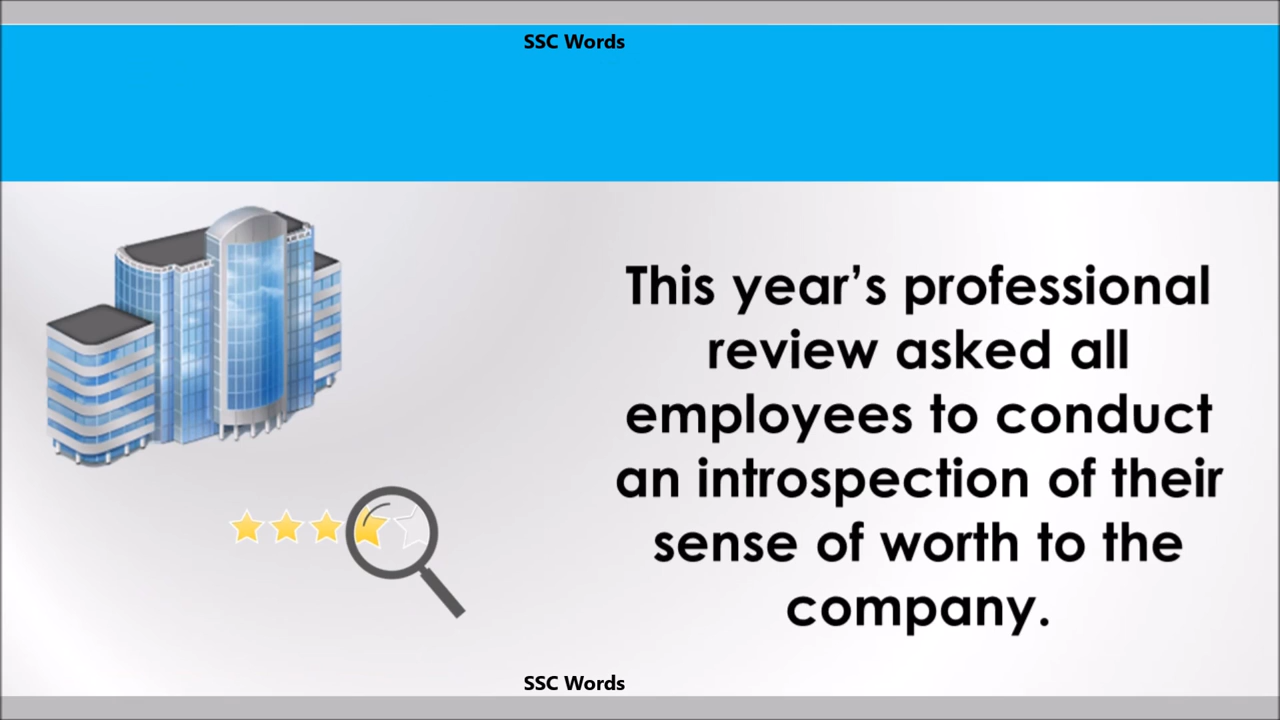 SSC Words
This year’s professional
review asked all
employees to conduct
an introspection of their
sense of worth to the
company.
SSC Words